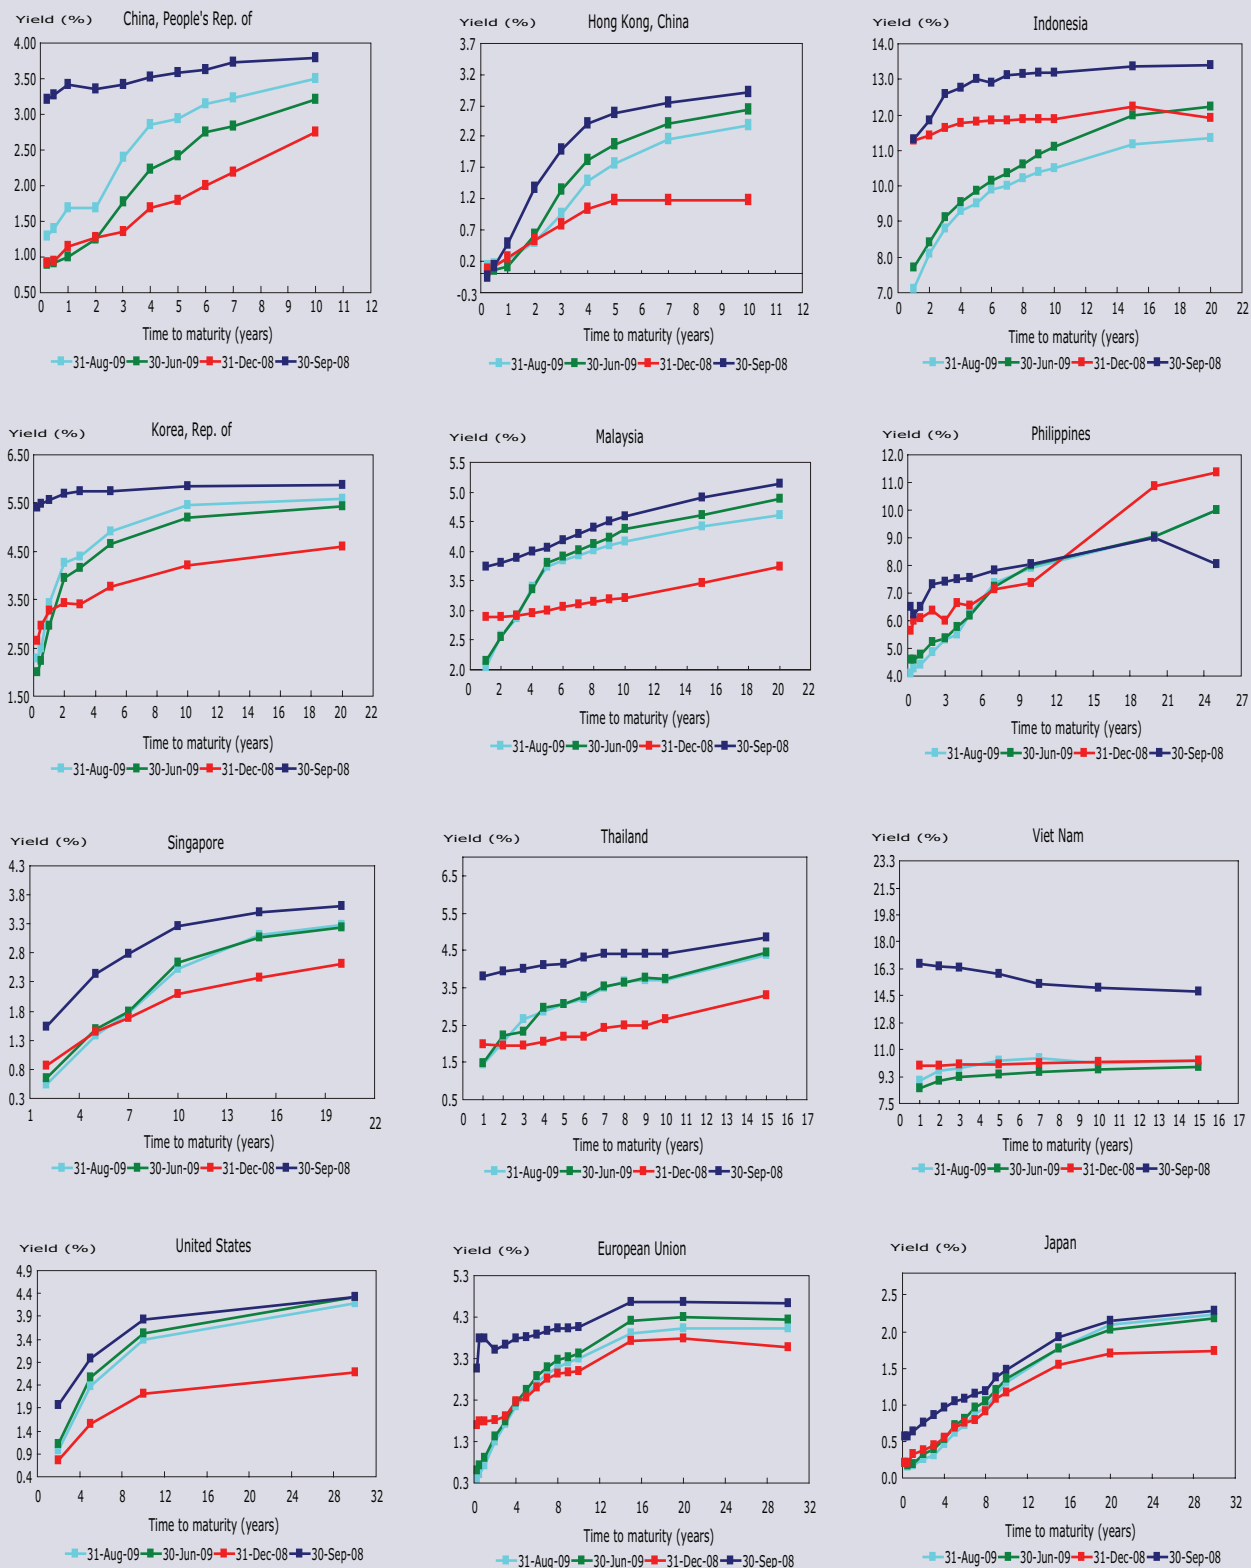 Yield (%)
China, People's Rep. of
4.00
3.50
3.00
2.50
2.00
1.50
1.00
0.50
0 1 2 3 4 5 6 7 8 9 10 11 12
Time to maturity (years)
31-Aug-09 30-Jun-09 31-Dec-08 30-Sep-08
Yield (%)
Hong Kong, China
3.7
3.2
2.7
2.2
1.7
1.2
0.7
0.2
-0.3
0 1 2 3 4 5 6 7 8 9 10 11 12
Time to maturity (years)
31-Aug-09 30-Jun-09 31-Dec-08 30-Sep-08
Yield (%)
Indonesia
14.0
13.0
12.0
11.0
10.0
9.0
8.0
7.0
0 2 4 6 8 10 12 14 16 18 20 22
Time to maturity (years)
31-Aug-09 30-Jun-09 31-Dec-08 30-Sep-08
Yield (%)
Korea, Rep. of
6.50
5.50
4.50
3.50
2.50
1.50
0 2 4 6 8 10 12 14 16 18 20 22
Time to maturity (years)
31-Aug-09 30-Jun-09 31-Dec-08 30-Sep-08
Yield (%)
Malaysia
5.5
5.0
4.5
4.0
3.5
3.0
2.5
2.0
0 2 4 6 8 10 12 14 16 18 20 22
Time to maturity (years)
31-Aug-09 30-Jun-09 31-Dec-08 30-Sep-08
Yield (%)
Philippines
12.0
11.0
10.0
9.0
8.0
7.0
6.0
5.0
4.0
0 3 6 9 12 15 18 21 24 27
Time to maturity (years)
31-Aug-09 30-Jun-09 31-Dec-08 30-Sep-08
Yield (%)
Singapore
4.3
3.8
3.3
2.8
2.3
1.8
1.3
0.8
0.3
1 4 7 10 13 16 19 22
Time to maturity (years)
31-Aug-09 30-Jun-09 31-Dec-08 30-Sep-08
Yield (%)
Thailand
6.5
5.5
4.5
3.5
2.5
1.5
0.5
0 1 2 3 4 5 6 7 8 9 10 11 12 13 14 15 16 17
Time to maturity (years)
31-Aug-09 30-Jun-09 31-Dec-08 30-Sep-08
Yield (%)
Viet Nam
23.3
21.5
19.8
18.0
16.3
14.5
12.8
11.0
9.3
7.5
0 1 2 3 4 5 6 7 8 9 10 11 12 13 14 15 16 17
Time to maturity (years)
31-Aug-09 30-Jun-09 31-Dec-08 30-Sep-08
Yield (%)
United States
4.9
4.4
3.9
3.4
2.9
2.4
1.9
1.4
0.9
0.4
0 4 8 12 16 20 24 28 32
Time to maturity (years)
31-Aug-09 30-Jun-09 31-Dec-08 30-Sep-08
Yield (%)
European Union
5.3
4.3
3.3
2.3
1.3
0.3
0 4 8 12 16 20 24 28 32
Time to maturity (years)
31-Aug-09 30-Jun-09 31-Dec-08 30-Sep-08
Yield (%)
Japan
2.5
2.0
1.5
1.0
0.5
0.0
0 4 8 12 16 20 24 28 32
Time to maturity (years)
31-Aug-09 30-Jun-09 31-Dec-08 30-Sep-08